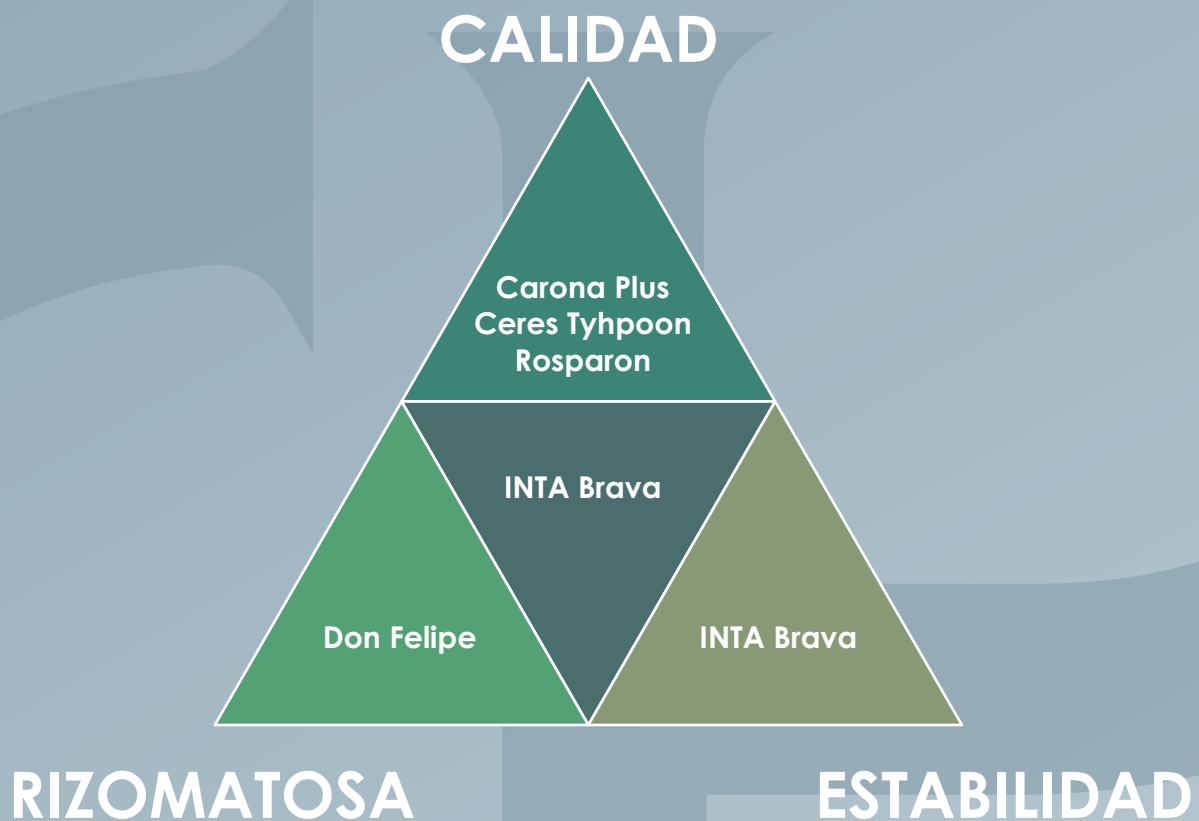 CALIDAD
Carona Plus
Ceres Tyhpoon
Rosparon
INTA Brava
Don Felipe
INTA Brava
RIZOMATOSA
ESTABILIDAD